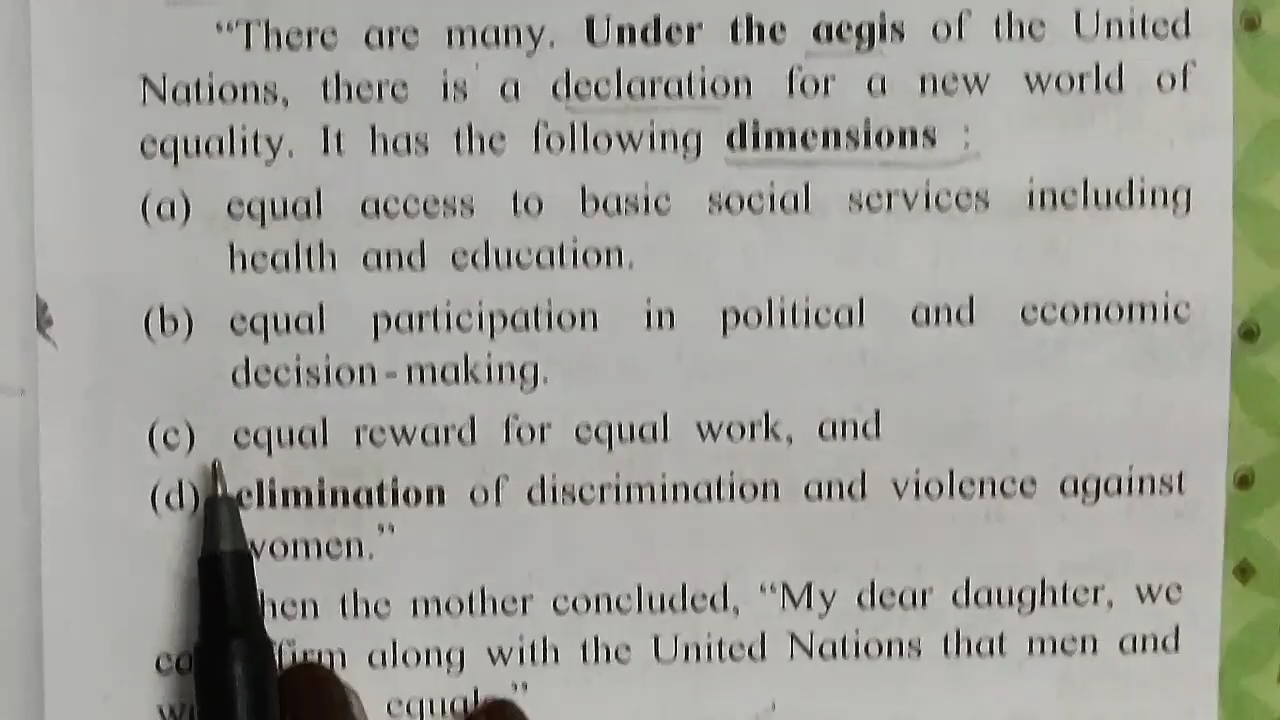 “There are many. Under the aegis of the United
Nations, there is a declaration for a new world of
equality. It has the following dimensions :
(a) equal access to basic social services including
health and education.
(b) equal participation in political and economic
decision-making.
(c) equal reward for equal work, and
(d) elimination of discrimination and violence against
women.”
hen the mother concluded, “My dear daughter, we
along with the United Nations that men and
equal